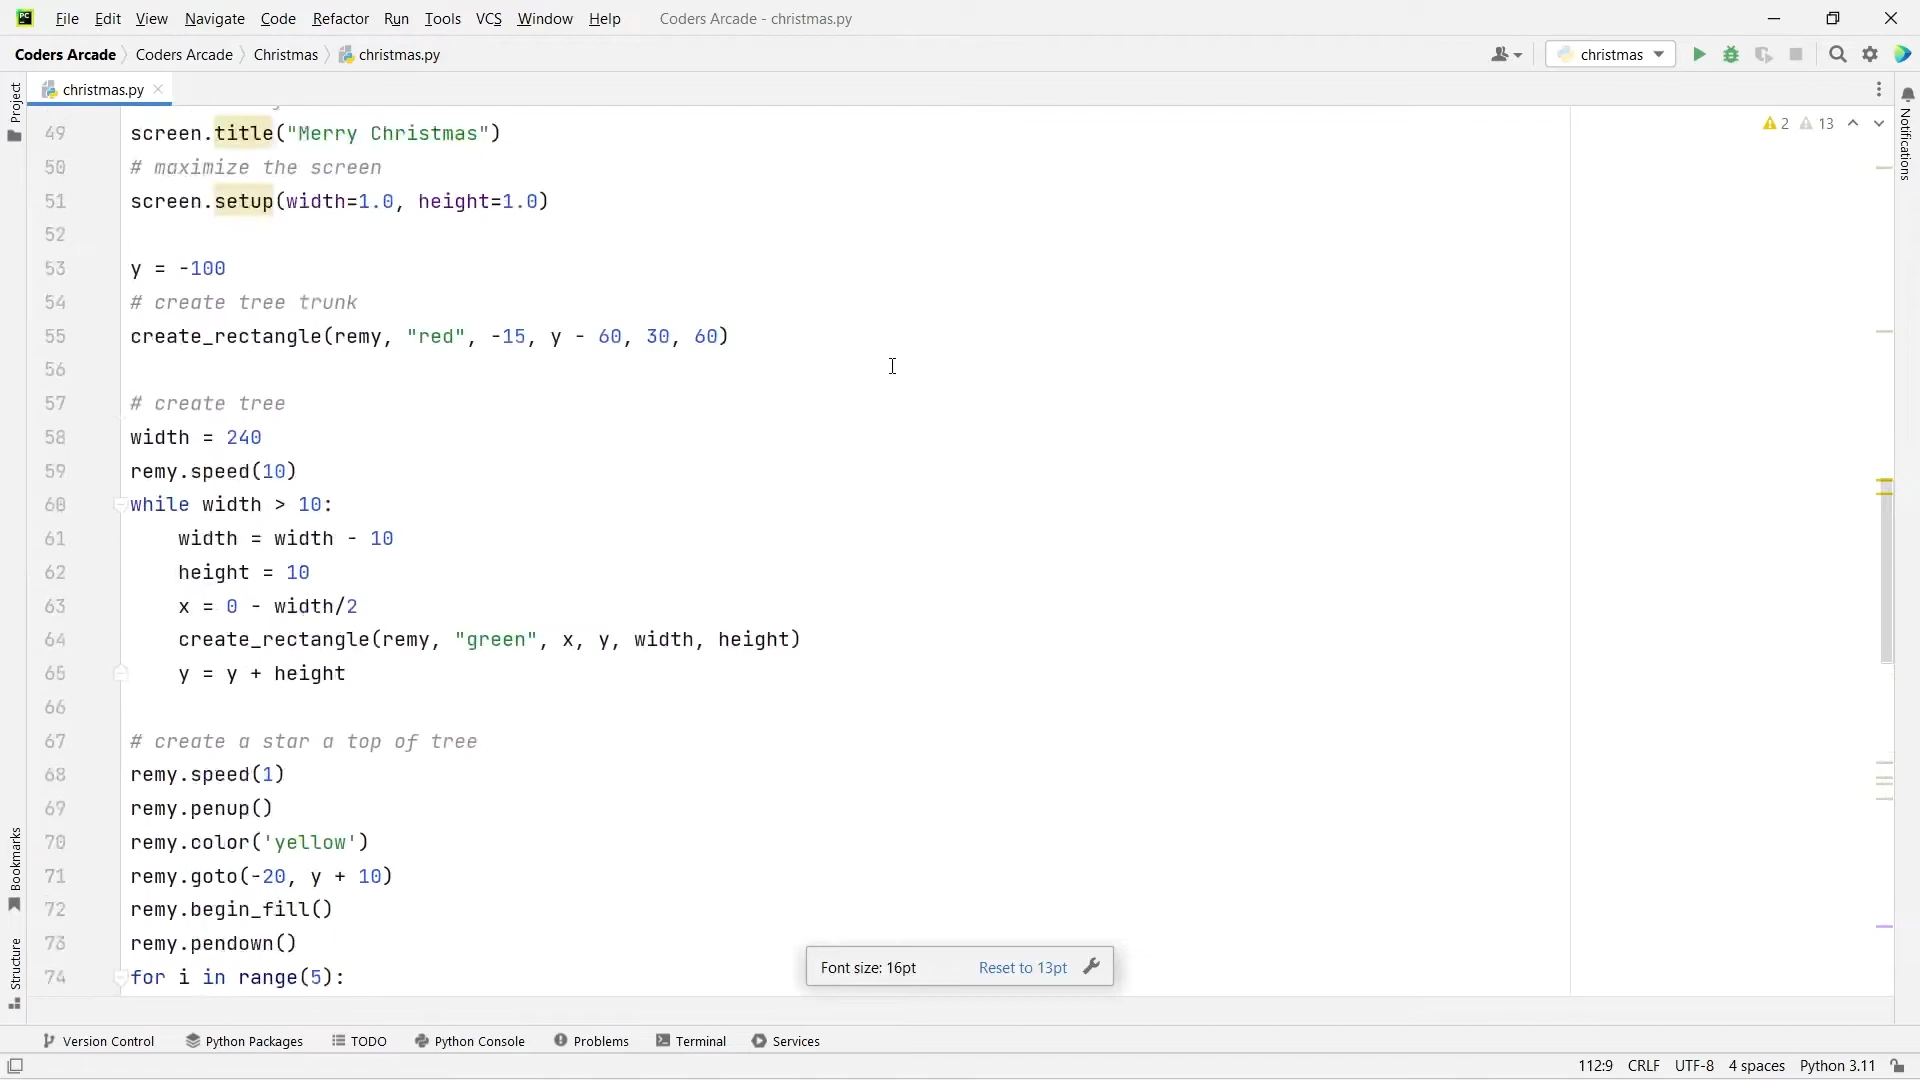 PC File Edit View Navigate Code Refactor Run Tools VCS Window Help Coders Arcade - christmas.py
Coders Arcade Coders Arcade Christmas christmas.py christmas
Project
christmas.py
Notifications
2 13
49 screen.title("Merry Christmas")
50 # maximize the screen
51 screen.setup(width=1.0, height=1.0)
52
53 y = -100
54 # create tree trunk
55 create_rectangle(remy, "red", -15, y - 60, 30, 60)
56
57 # create tree
58 width = 240
59 remy.speed(10)
60 while width > 10:
61 width = width - 10
62 height = 10
63 x = 0 - width/2
64 create_rectangle(remy, "green", x, y, width, height)
65 y = y + height
66
67 # create a star a top of tree
68 remy.speed(1)
69 remy.penup()
70 remy.color('yellow')
71 remy.goto(-20, y + 10)
72 remy.begin_fill()
73 remy.pendown()
74 for i in range(5):
Bookmarks
Structure
Font size: 16pt Reset to 13pt
Version Control Python Packages TODO Python Console Problems Terminal Services
112:9 CRLF UTF-8 4 spaces Python 3.11